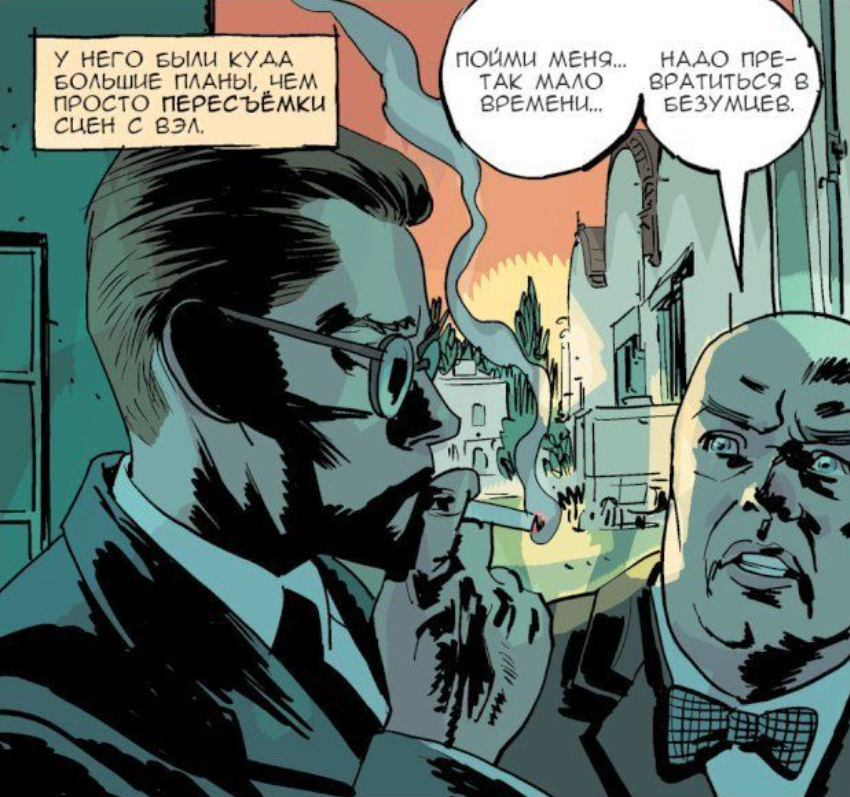 У НЕГО БЫЛИ КУДА
БОЛЬШИЕ ПЛАНЫ, ЧЕМ
ПРОСТО ПЕРЕСЪЁМКИ
СЦЕН С ВЭЛ.
ПОЙМИ МЕНЯ...
ТАК МАЛО
ВРЕМЕНИ...
НАДО ПРЕ-
ВРАТИТЬСЯ В
БЕЗУМЦЕВ.